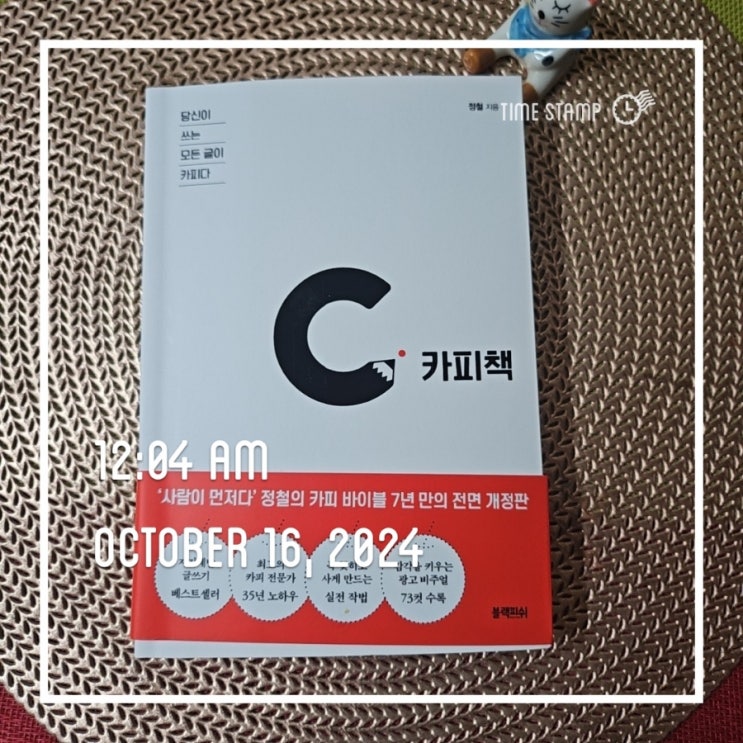 당신이
쓰는
모든 글이
카피다
정철 지음
TIME STAMP
C
카피책
12:04 AM
'사람이 먼저다' 정철의 카피 바이블 7년 만의 전면 개정판
OCTOBER 16, 2024
글쓰기
베스트셀러
카피 전문가
35년 노하우
사게 만드는
실전 작법
키우는
광고 비주얼
73컷 수록
블랙피쉬